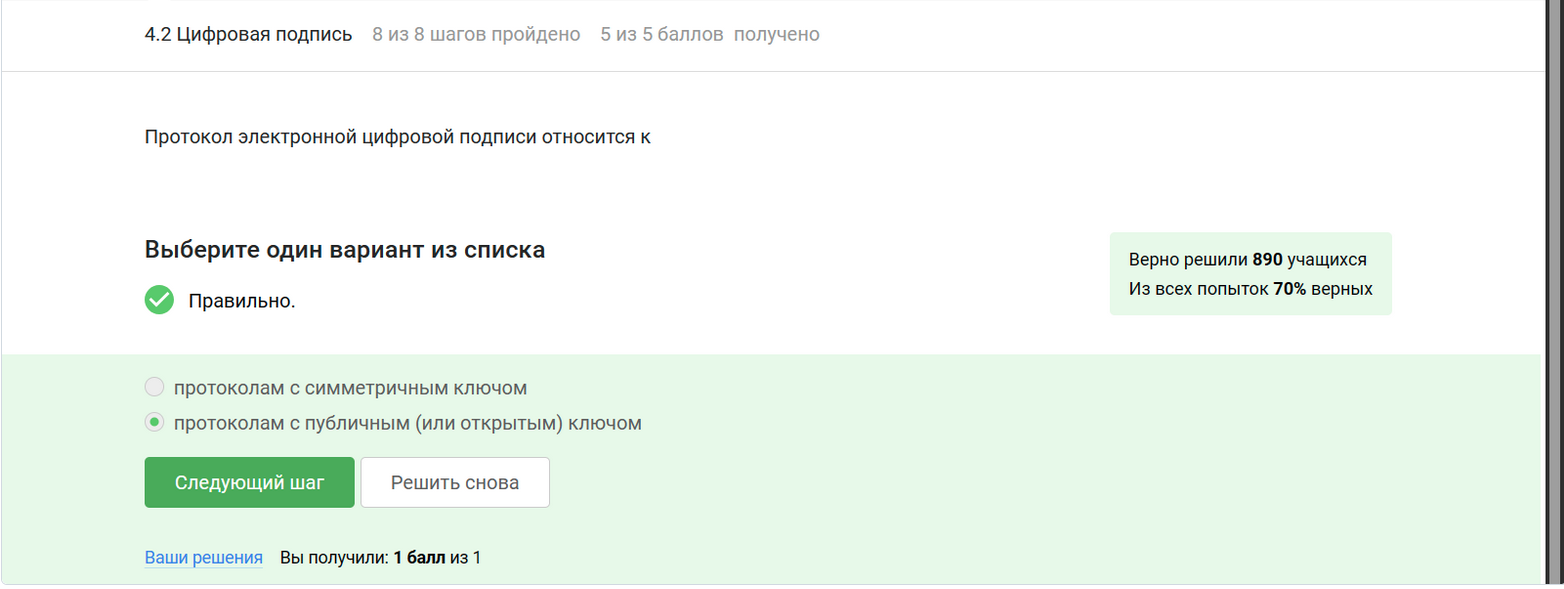 4.2 Цифровая подпись 8 из 8 шагов пройдено 5 из 5 баллов получено
Протокол электронной цифровой подписи относится к
Выберите один вариант из списка
Правильно.
Верно решили 890 учащихся
Из всех попыток 70% верных
протоколам с симметричным ключом
протоколам с публичным (или открытым) ключом
Следующий шаг Решить снова
Ваши решения Вы получили: 1 балл из 1